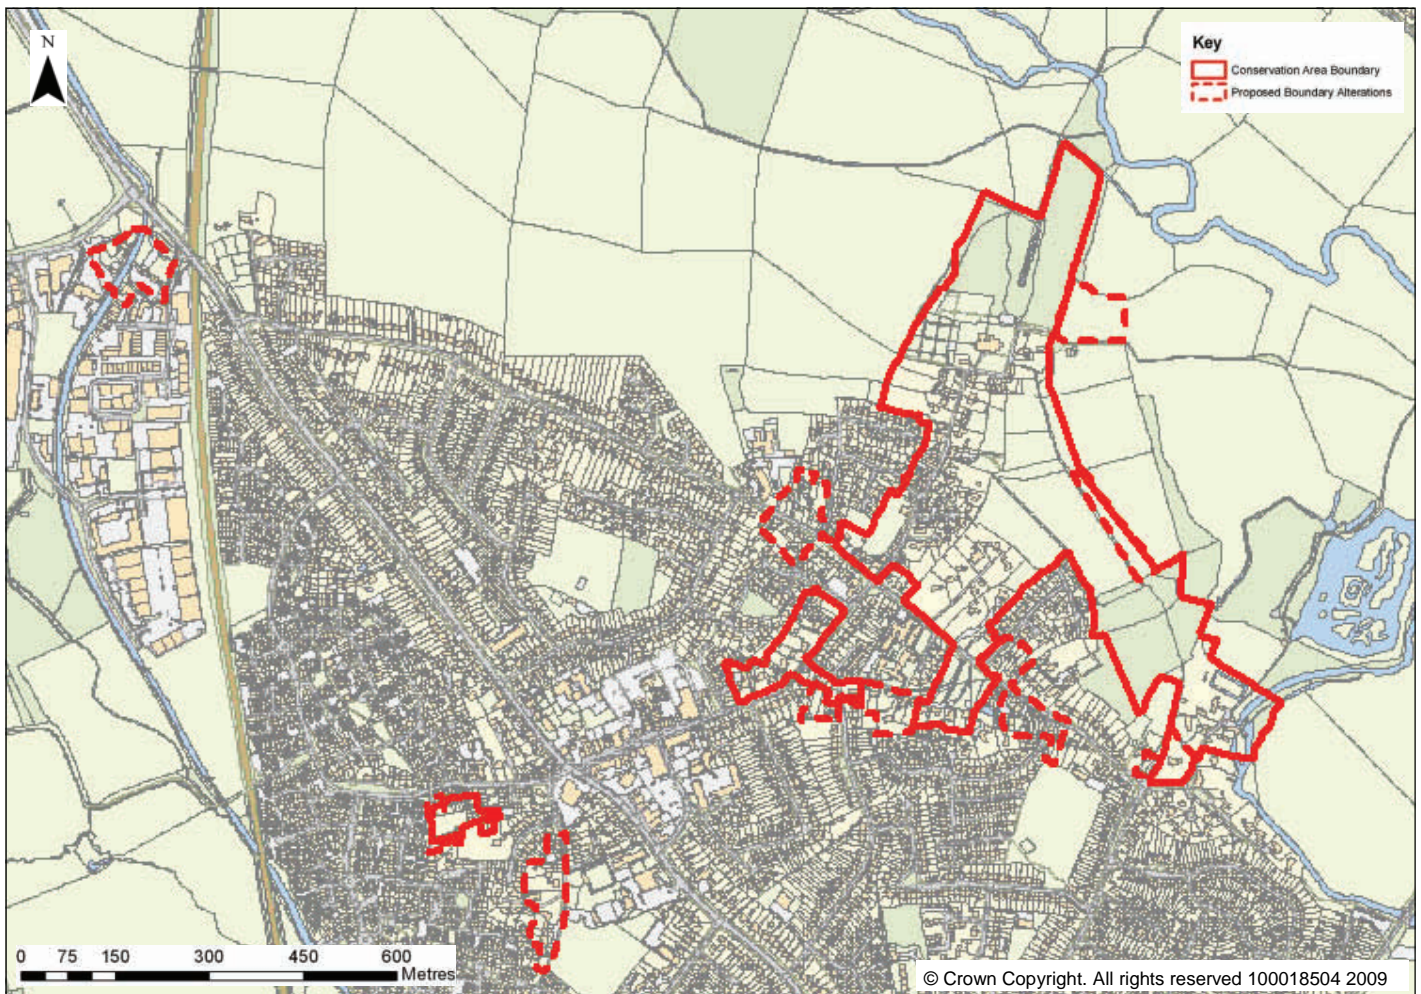 N
Key
Conservation Area Boundary
Proposed Boundary Alterations
0 75 150 300 450 600
Metres
© Crown Copyright. All rights reserved 100018504 2009